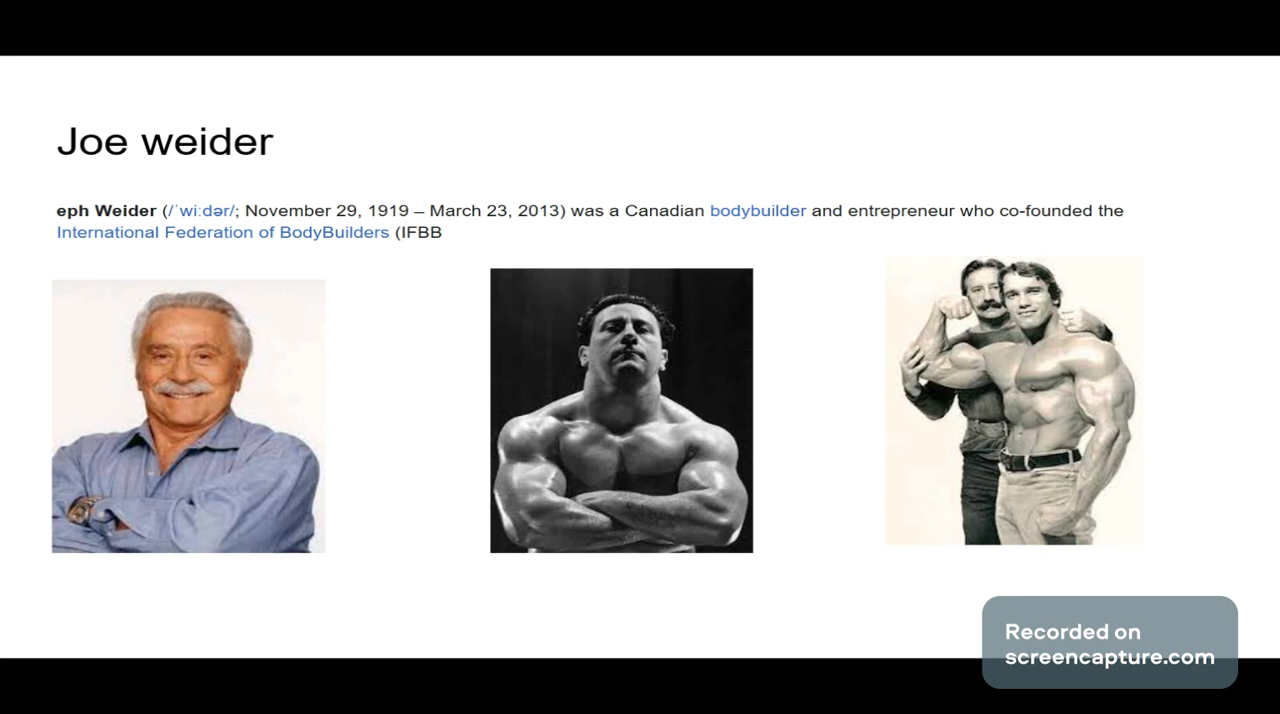 Joe weider
eph Weider (/ˈwiːdər/; November 29, 1919 – March 23, 2013) was a Canadian bodybuilder and entrepreneur who co-founded the
International Federation of BodyBuilders (IFBB
Recorded on
screencapture.com